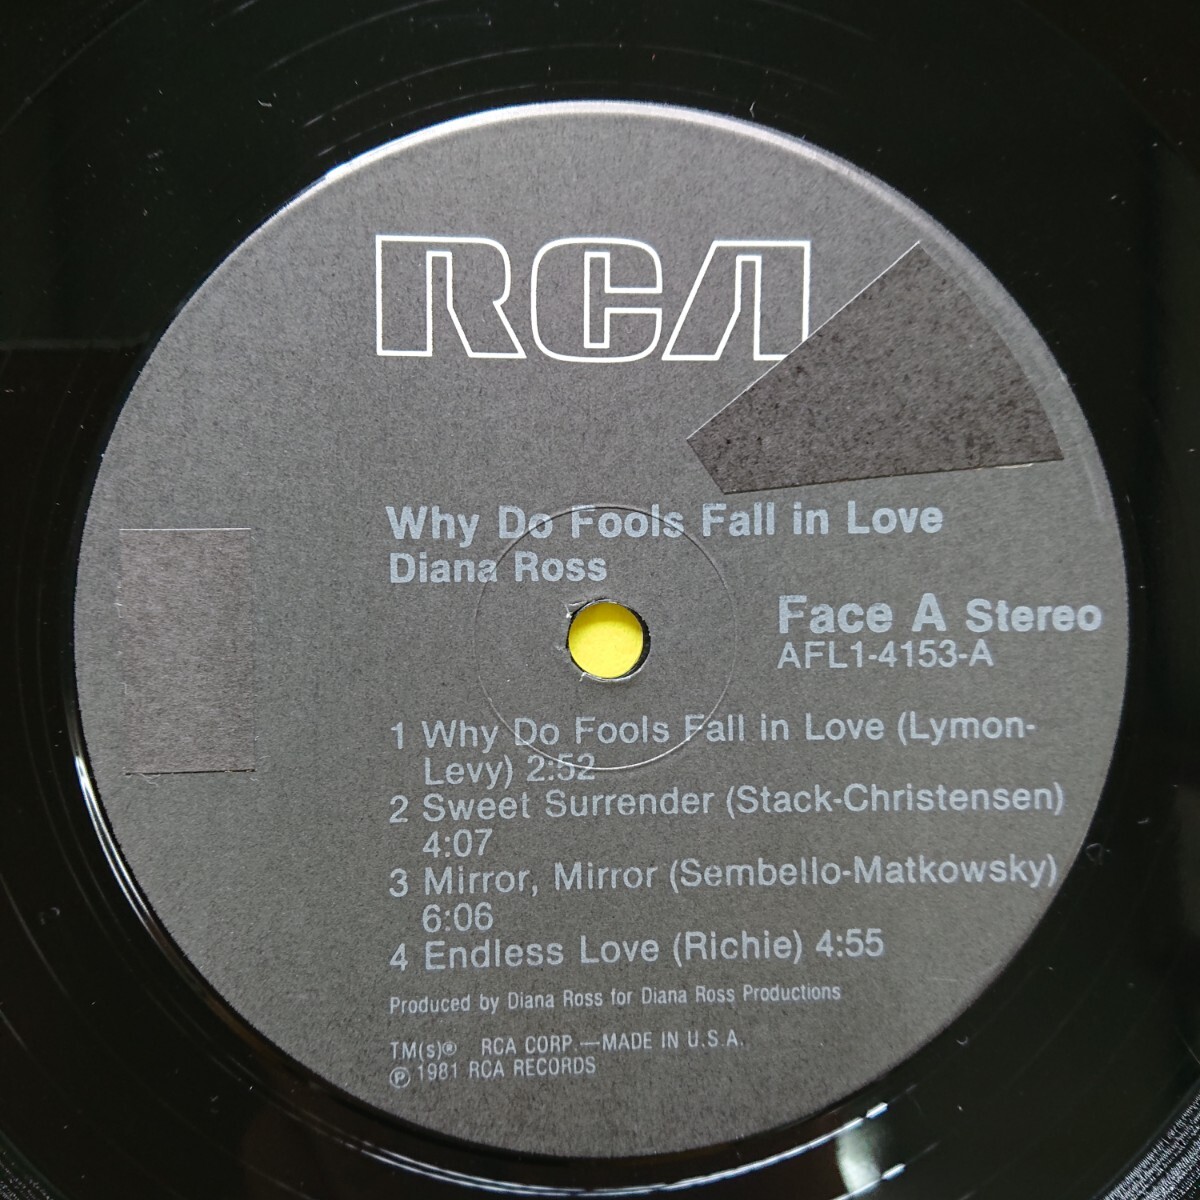 RCA
Why Do Fools Fall in Love
Diana Ross
Face A Stereo
AFL1-4153-A
1 Why Do Fools Fall in Love (Lymon-
Levy) 2:52
2 Sweet Surrender (Stack-Christensen)
4:07
3 Mirror, Mirror (Sembello-Matkowsky)
6:06
4 Endless Love (Richie) 4:55
Produced by Diana Ross for Diana Ross Productions
TM(s)® RCA CORP.—MADE IN U.S.A.
℗ 1981 RCA RECORDS